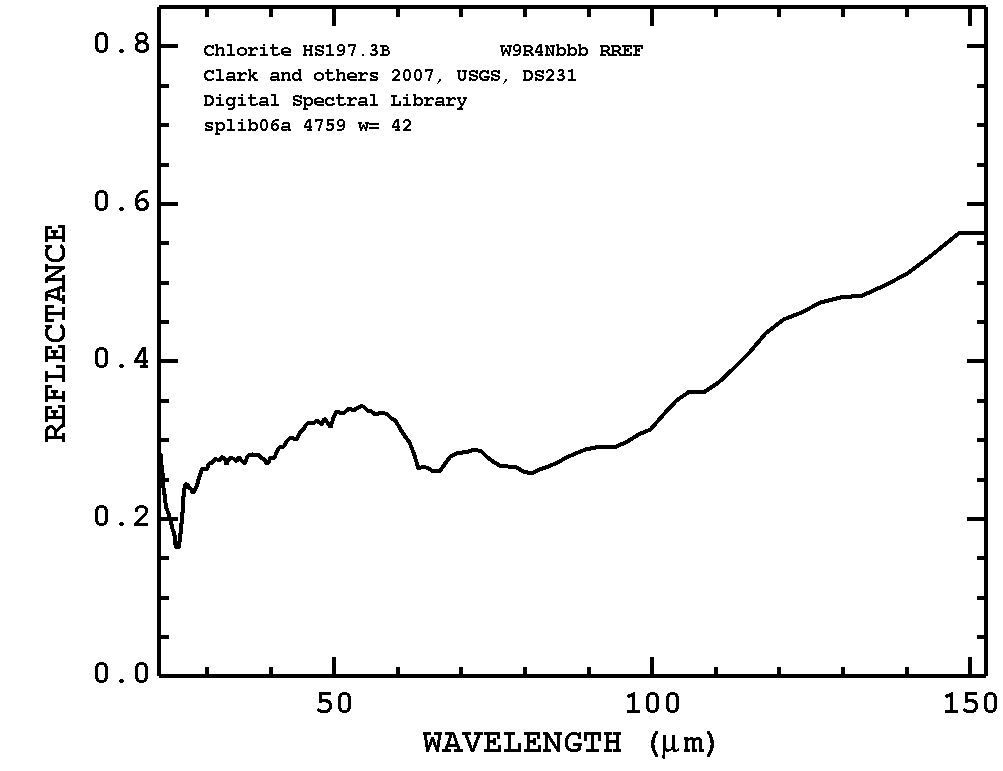 Chlorite HS197.3B W9R4Nbbb RREF
Clark and others 2007, USGS, DS231
Digital Spectral Library
splib06a 4759 w= 42
0.8
0.6
0.4
0.2
0.0
REFLECTANCE
50 100 150
WAVELENGTH (μm)